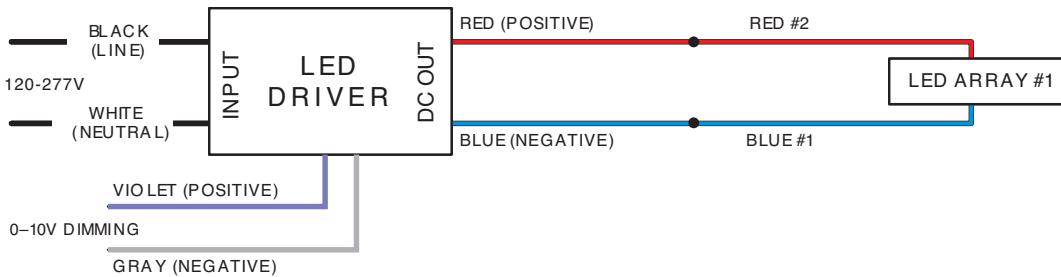 BLACK
(LINE)
120-277V
WHITE
(NEUTRAL)
INPUT
LED
DRIVER
DC OUT
RED (POSITIVE)
RED #2
LED ARRAY #1
BLUE (NEGATIVE)
BLUE #1
VIOLET (POSITIVE)
0–10V DIMMING
GRAY (NEGATIVE)